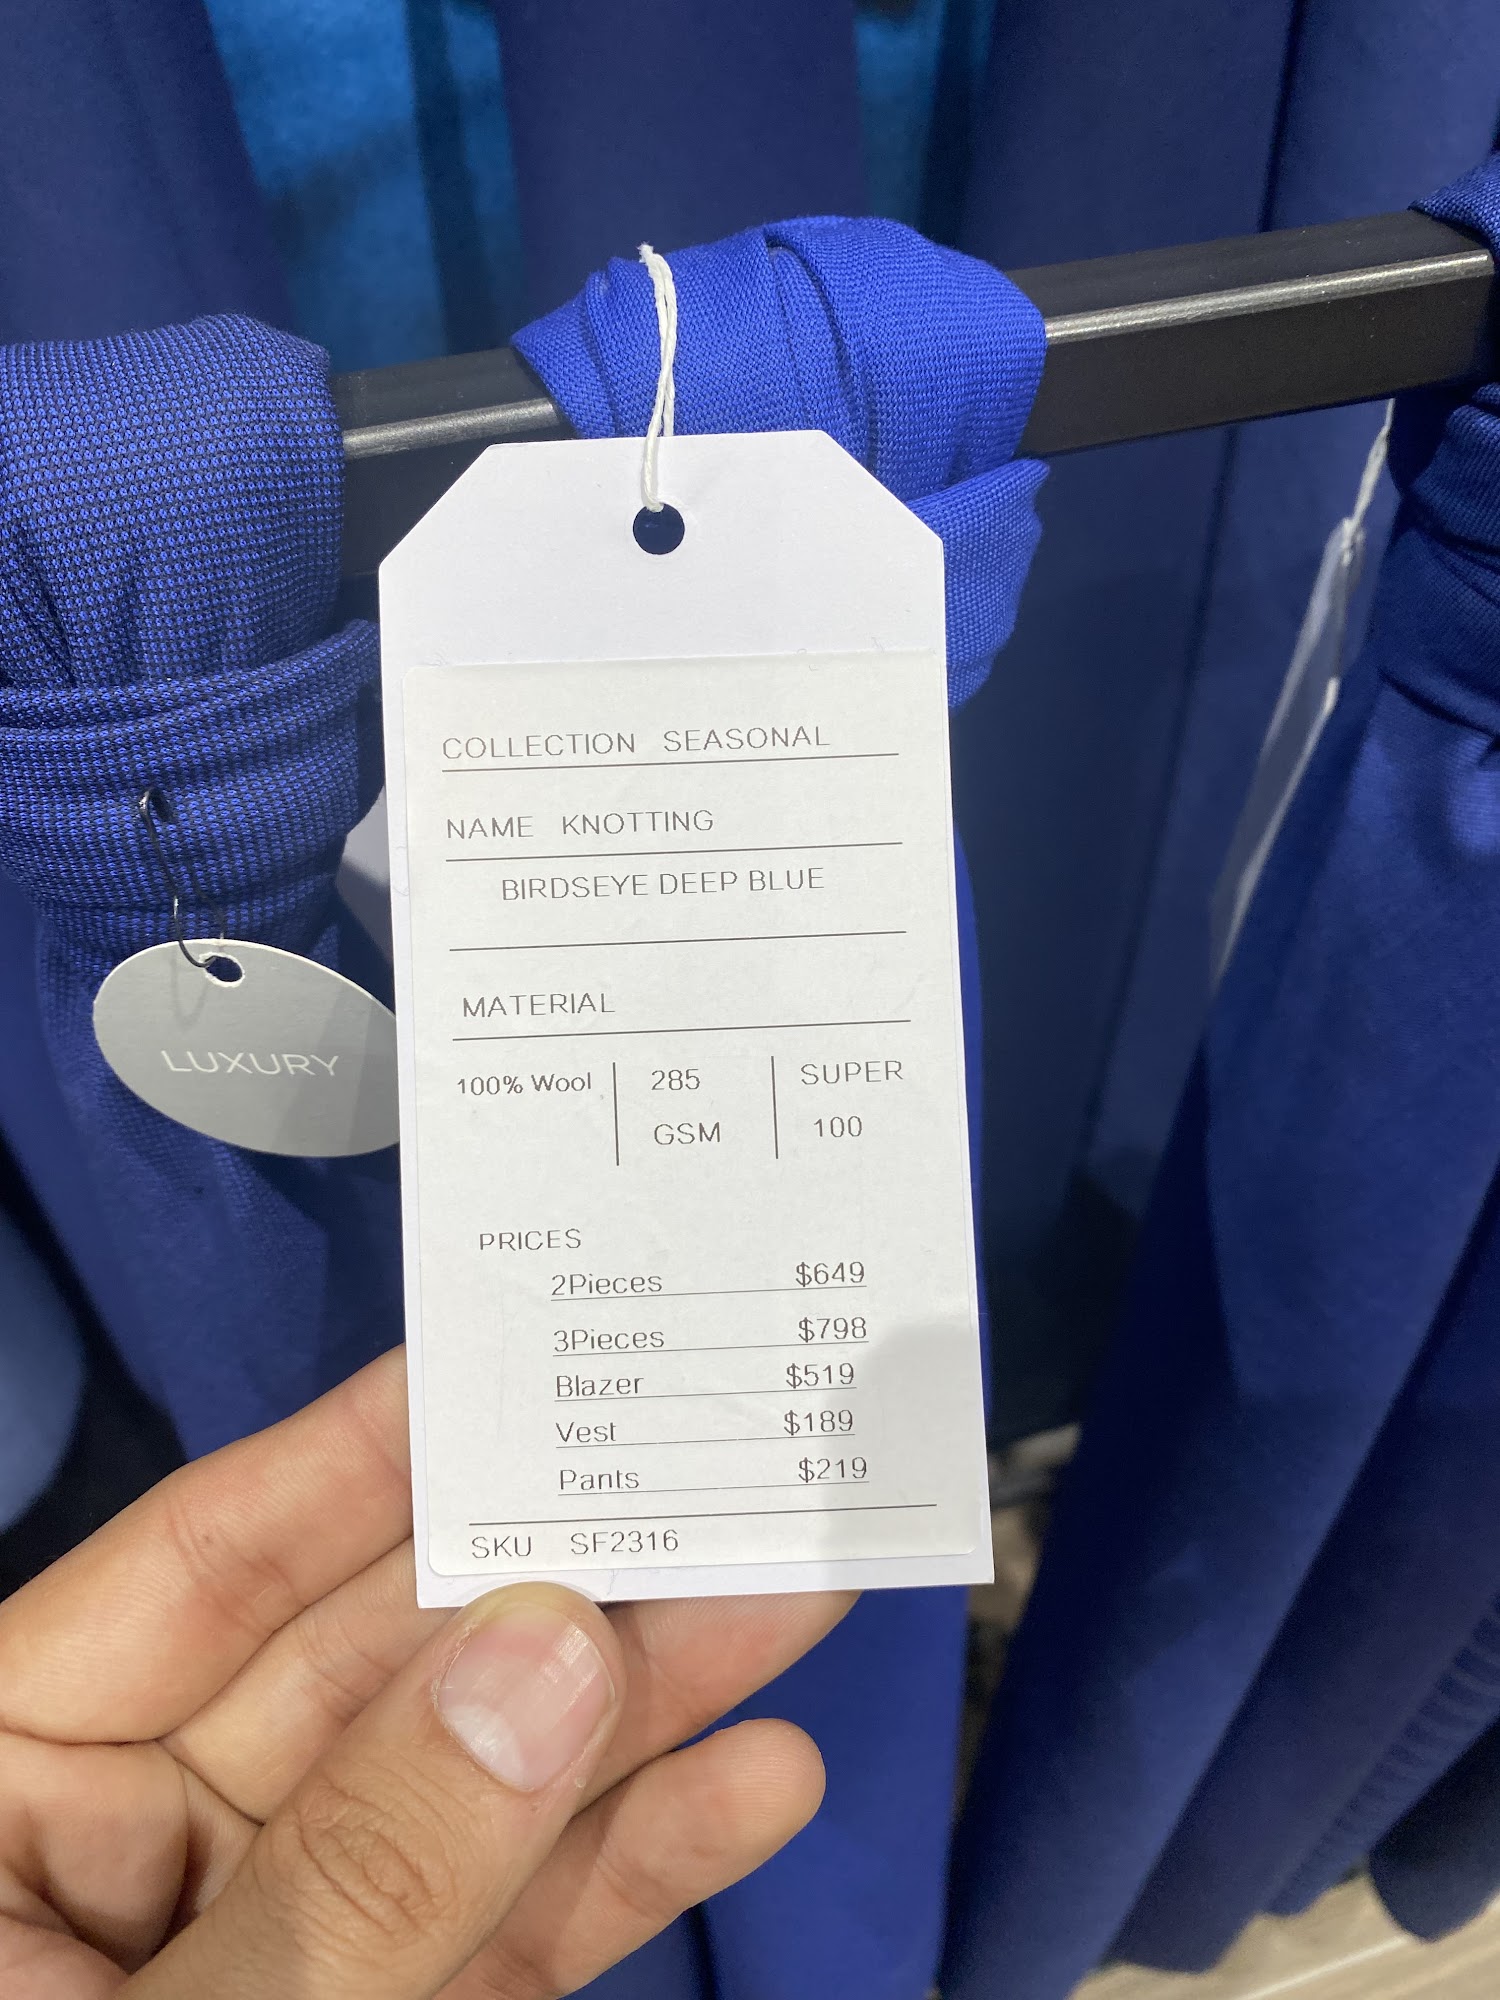 COLLECTION SEASONAL
NAME KNOTTING
BIRDSEYE DEEP BLUE
MATERIAL
100% Wool 285 GSM SUPER 100
PRICES
2Pieces $649
3Pieces $798
Blazer $519
Vest $189
Pants $219
SKU SF2316
LUXURY